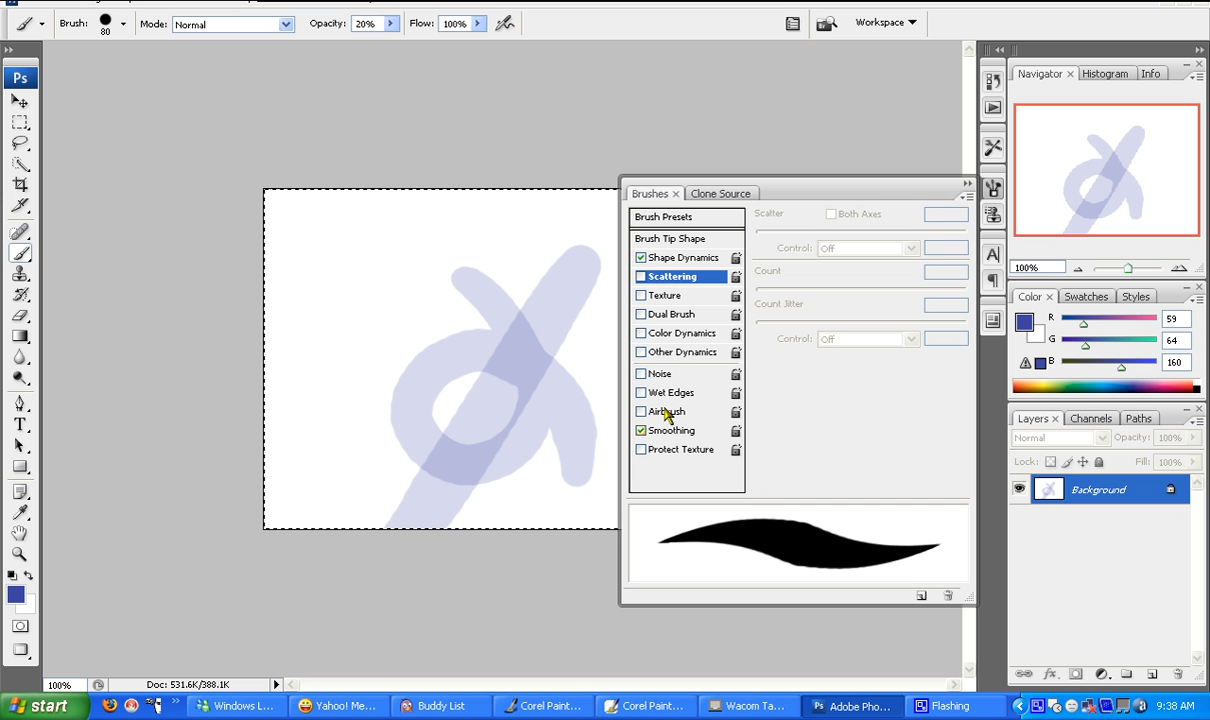 Brush: 80 Mode: Normal Opacity: 20% Flow: 100% Workspace
Ps
Brushes Clone Source
Brush Presets
Brush Tip Shape
Shape Dynamics
Scattering
Texture
Dual Brush
Color Dynamics
Other Dynamics
Noise
Wet Edges
Airbrush
Smoothing
Protect Texture
Scatter Both Axes
Control: Off
Count
Count Jitter
Control: Off
Navigator Histogram Info
100%
Color Swatches Styles
R 59
G 64
B 160
Layers Channels Paths
Normal Opacity: 100%
Lock: Fill: 100%
Background
100% Doc: 531.6K/388.1K
start Windows L... Yahoo! Me... Buddy List Corel Paint... Corel Paint... Wacom Ta... Adobe Pho... Flashing 9:38 AM